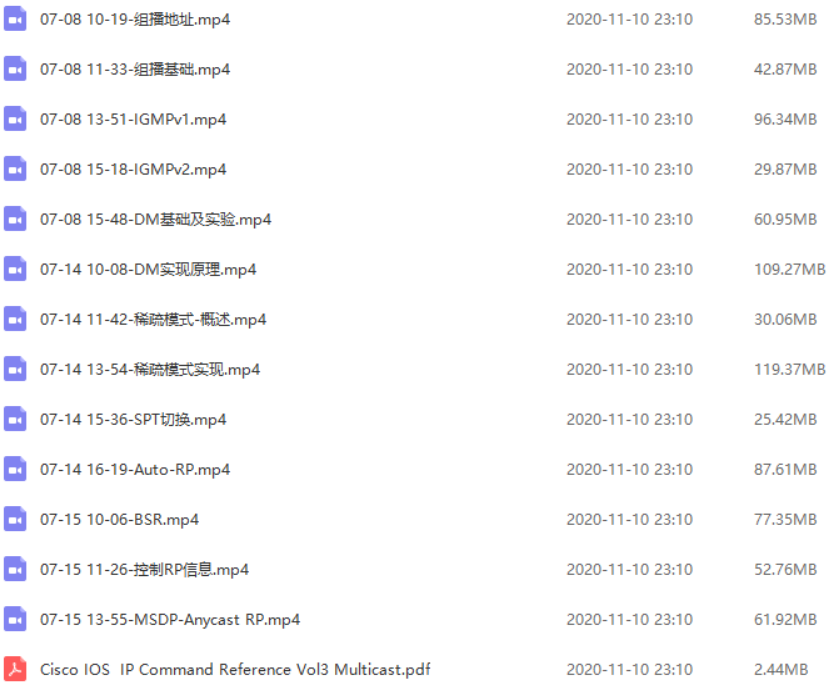 07-08 10-19-组播地址.mp4 2020-11-10 23:10 85.53MB
07-08 11-33-组播基础.mp4 2020-11-10 23:10 42.87MB
07-08 13-51-IGMPv1.mp4 2020-11-10 23:10 96.34MB
07-08 15-18-IGMPv2.mp4 2020-11-10 23:10 29.87MB
07-08 15-48-DM基础及实验.mp4 2020-11-10 23:10 60.95MB
07-14 10-08-DM实现原理.mp4 2020-11-10 23:10 109.27MB
07-14 11-42-稀疏模式-概述.mp4 2020-11-10 23:10 30.06MB
07-14 13-54-稀疏模式实现.mp4 2020-11-10 23:10 119.37MB
07-14 15-36-SPT切换.mp4 2020-11-10 23:10 25.42MB
07-14 16-19-Auto-RP.mp4 2020-11-10 23:10 87.61MB
07-15 10-06-BSR.mp4 2020-11-10 23:10 77.35MB
07-15 11-26-控制RP信息.mp4 2020-11-10 23:10 52.76MB
07-15 13-55-MSDP-Anycast RP.mp4 2020-11-10 23:10 61.92MB
Cisco IOS  IP Command Reference Vol3 Multicast.pdf 2020-11-10 23:10 2.44MB